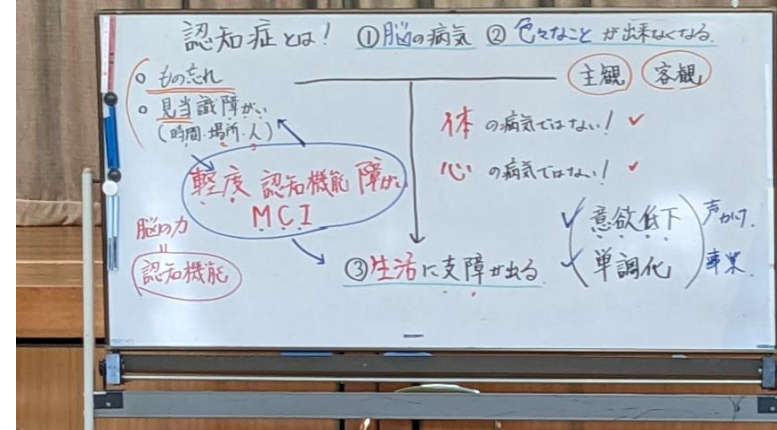 認知症とは! ①脳の病気 ② 色々なこと が出来なくなる.
○ もの忘れ
○ 見当識障がい
(時間・場所・人)
主観 客観
体 の病気ではない! ✓
心 の病気ではない! ✓
軽度 認知機能 障がい
MCI
脳の力
=
認知機能
③生活に支障が出る
✓ 意欲低下 声かけ.
✓ 単調化 事業.